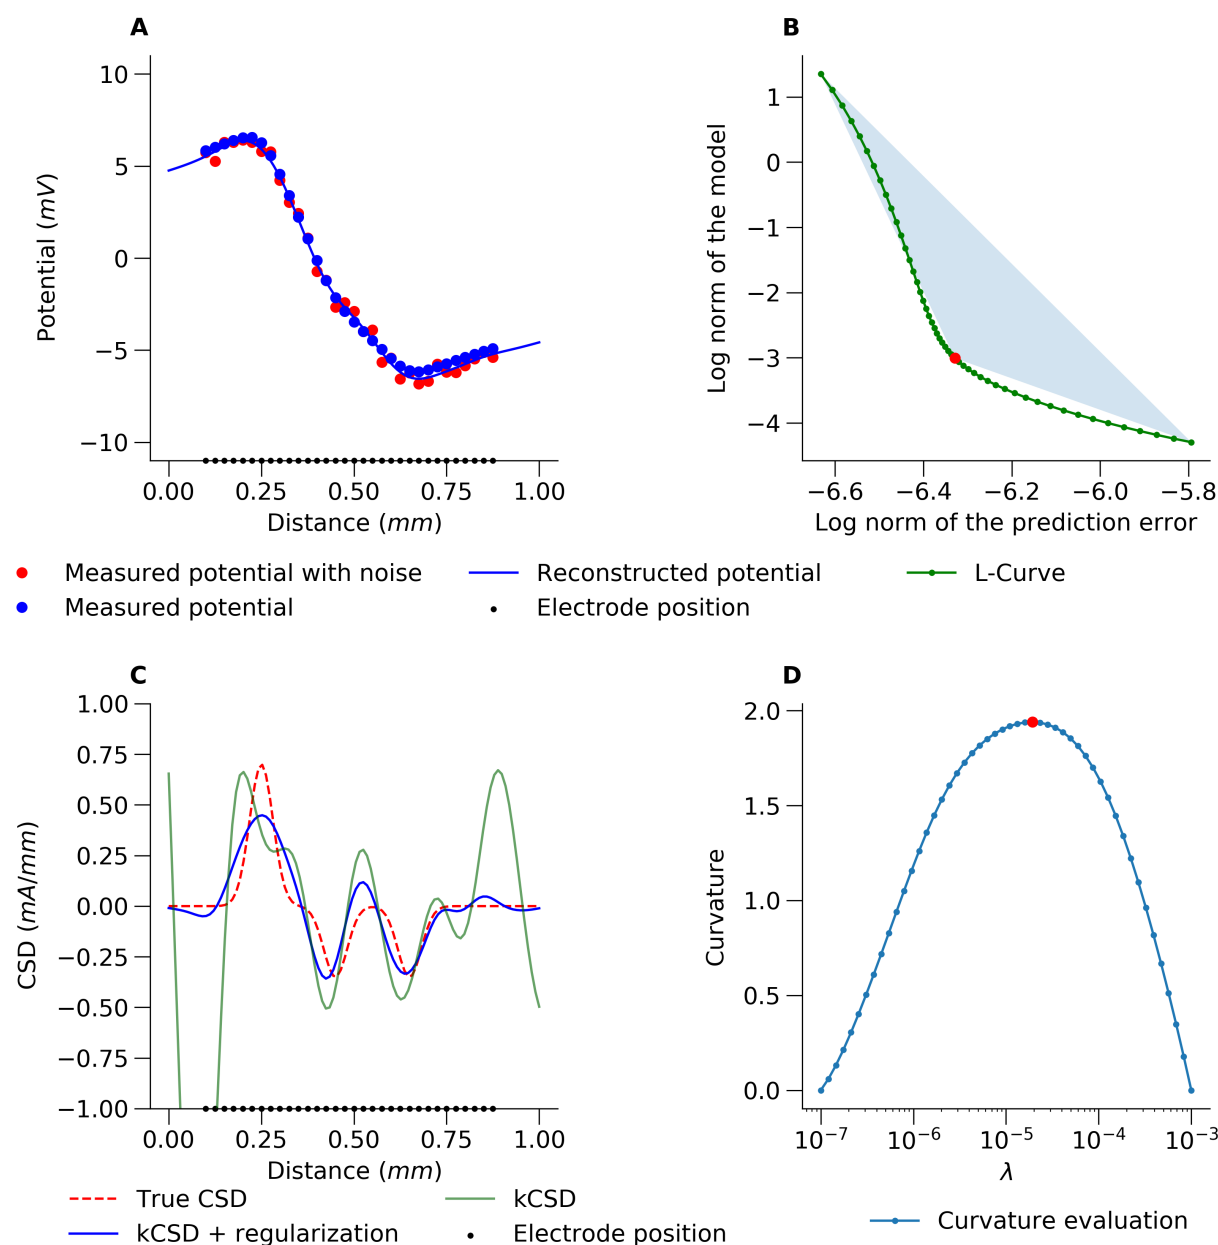 A
B
10
5
0
−5
−10
Potential (mV)
0.00 0.25 0.50 0.75 1.00
Distance (mm)
1
0
−1
−2
−3
−4
Log norm of the model
−6.6 −6.4 −6.2 −6.0 −5.8
Log norm of the prediction error
Measured potential with noise
Measured potential
Reconstructed potential
Electrode position
L-Curve
C
D
1.00
0.75
0.50
0.25
0.00
−0.25
−0.50
−0.75
−1.00
CSD (mA/mm)
0.00 0.25 0.50 0.75 1.00
Distance (mm)
True CSD
kCSD + regularization
kCSD
Electrode position
2.0
1.5
1.0
0.5
0.0
Curvature
10⁻⁷ 10⁻⁶ 10⁻⁵ 10⁻⁴ 10⁻³
λ
Curvature evaluation